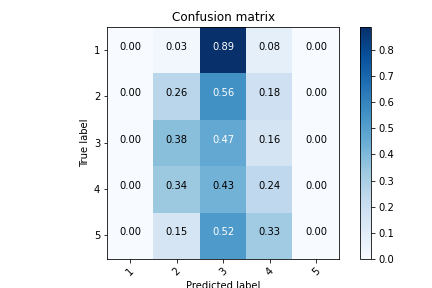 Confusion matrix
1 0.00 0.03 0.89 0.08 0.00
2 0.00 0.26 0.56 0.18 0.00
3 0.00 0.38 0.47 0.16 0.00
4 0.00 0.34 0.43 0.24 0.00
5 0.00 0.15 0.52 0.33 0.00
1 2 3 4 5
True label
Predicted label
0.8
0.7
0.6
0.5
0.4
0.3
0.2
0.1
0.0